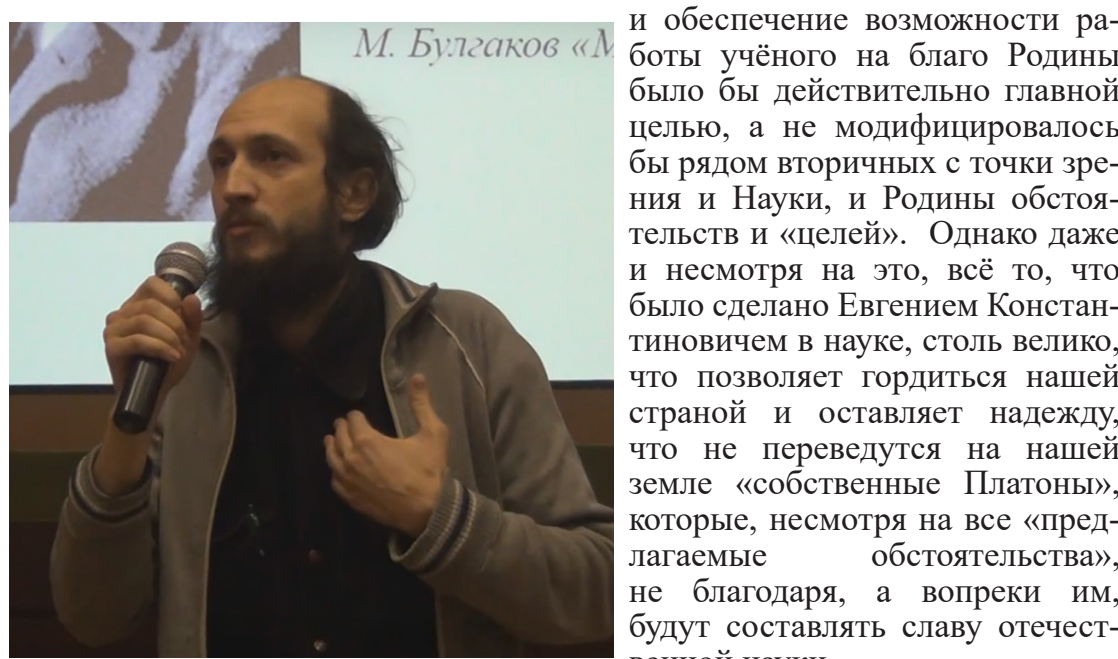 М. Булгаков «М
и обеспечение возможности ра-
боты учёного на благо Родины
было бы действительно главной
целью, а не модифицировалось
бы рядом вторичных с точки зре-
ния и Науки, и Родины обстоя-
тельств и «целей». Однако даже
и несмотря на это, всё то, что
было сделано Евгением Констан-
тиновичем в науке, столь велико,
что позволяет гордиться нашей
страной и оставляет надежду,
что не переведутся на нашей
земле «собственные Платоны»,
которые, несмотря на все «пред-
лагаемые обстоятельства»,
не благодаря, а вопреки им,
будут составлять славу отечест-
венной науки